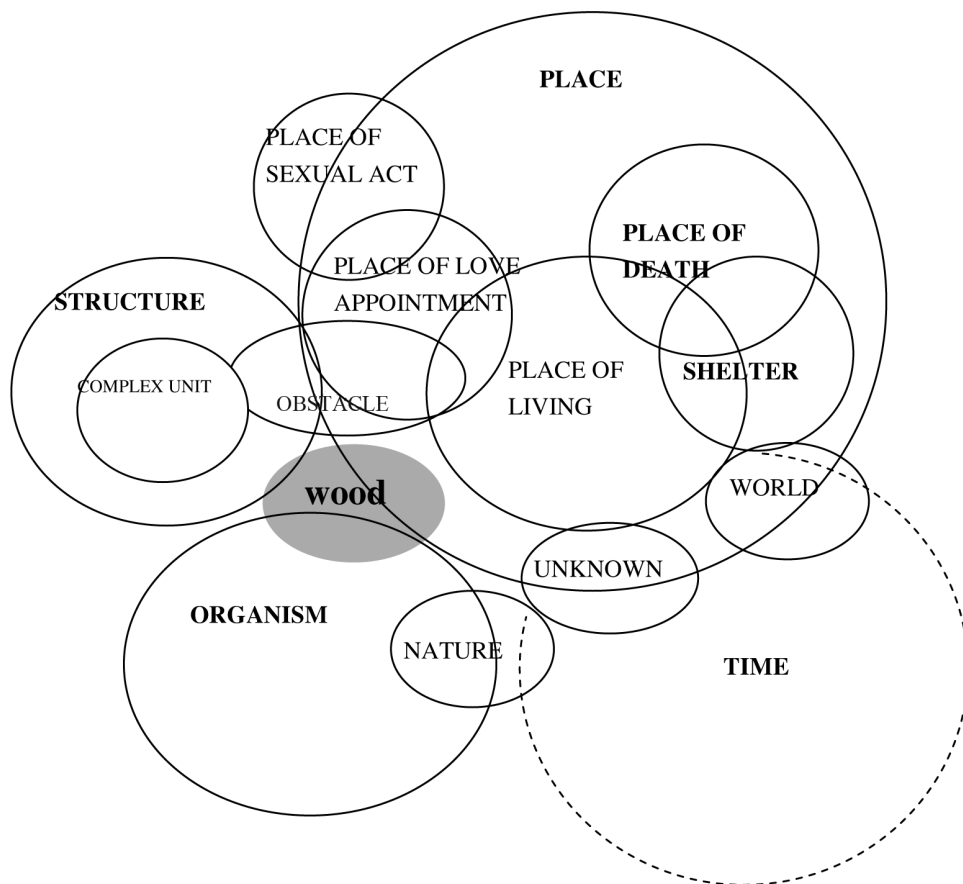 PLACE
PLACE OF
SEXUAL ACT
PLACE OF
DEATH
PLACE OF LOVE
APPOINTMENT
STRUCTURE
PLACE OF
LIVING
SHELTER
COMPLEX UNIT
OBSTACLE
wood
WORLD
UNKNOWN
ORGANISM
NATURE
TIME